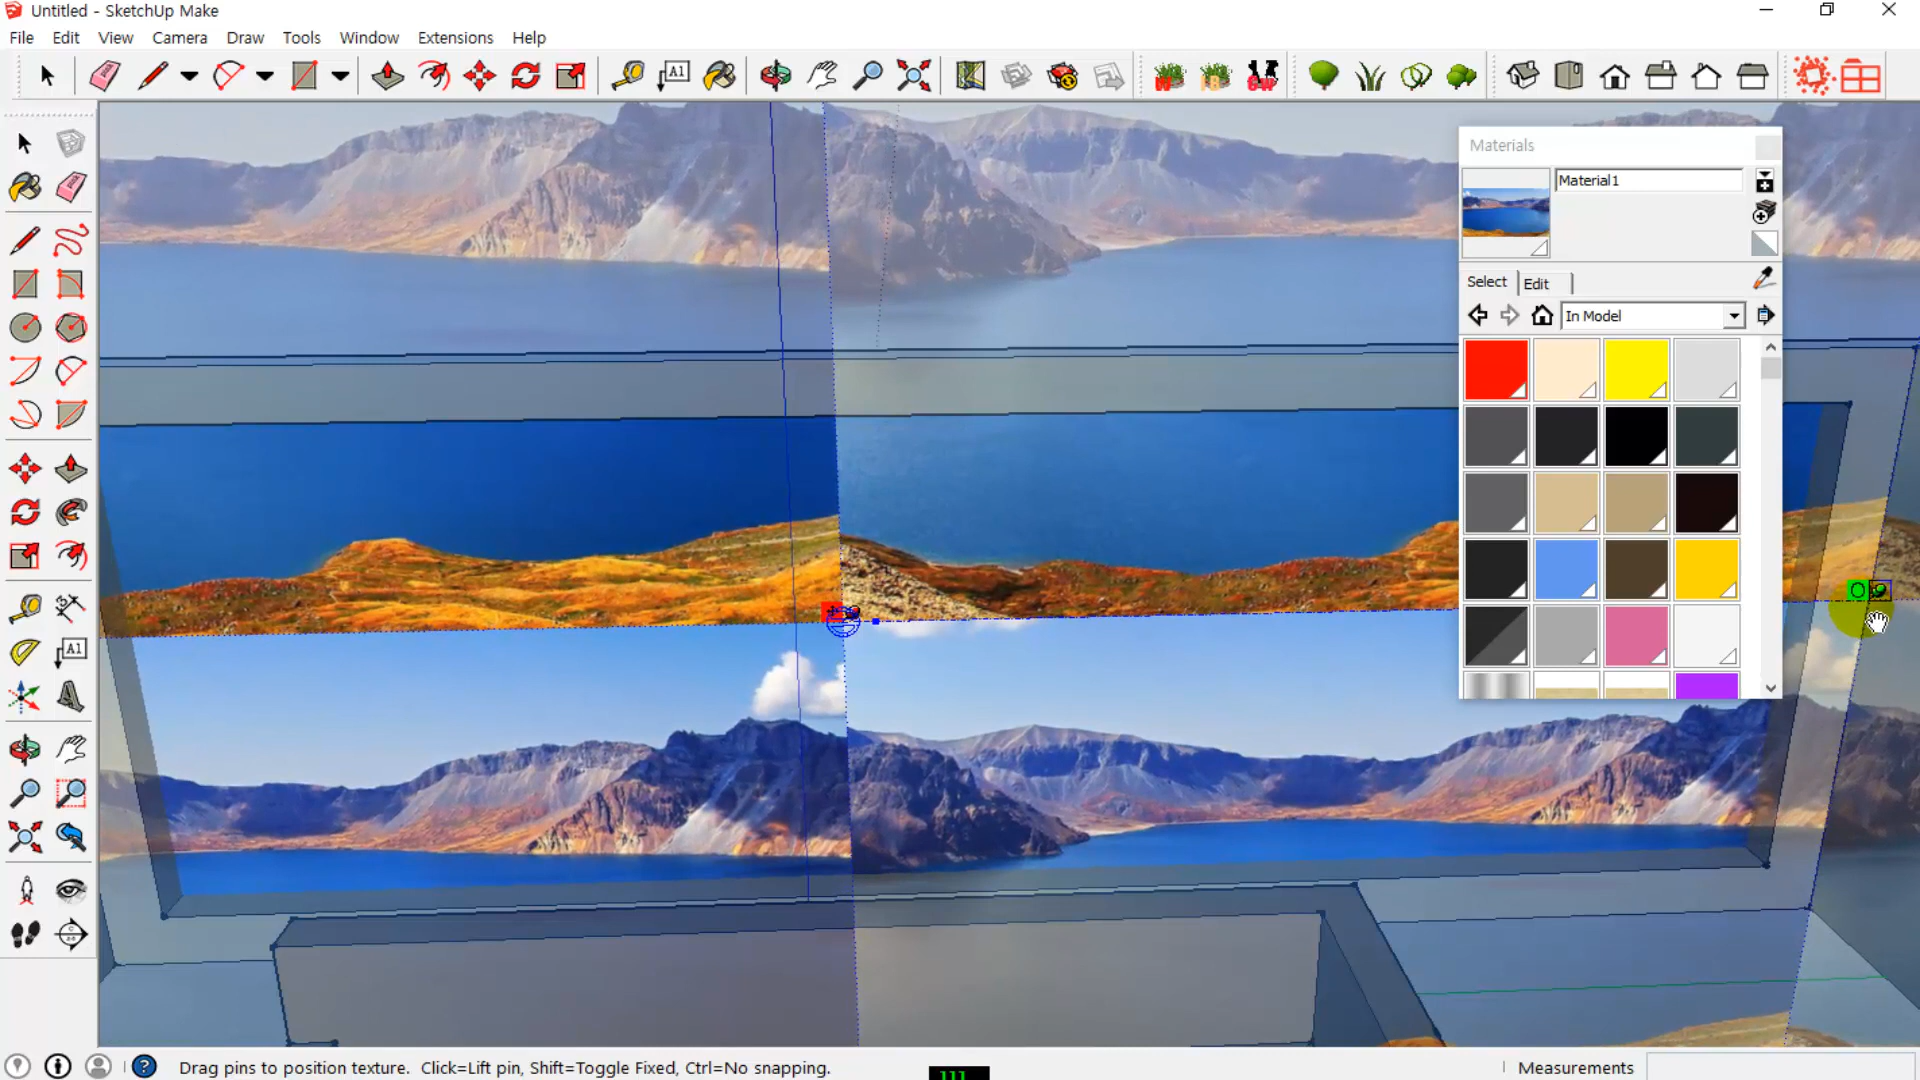 Untitled - SketchUp Make
File Edit View Camera Draw Tools Window Extensions Help
Materials
Material1
Select Edit
In Model
Drag pins to position texture. Click=Lift pin, Shift=Toggle Fixed, Ctrl=No snapping.
Measurements